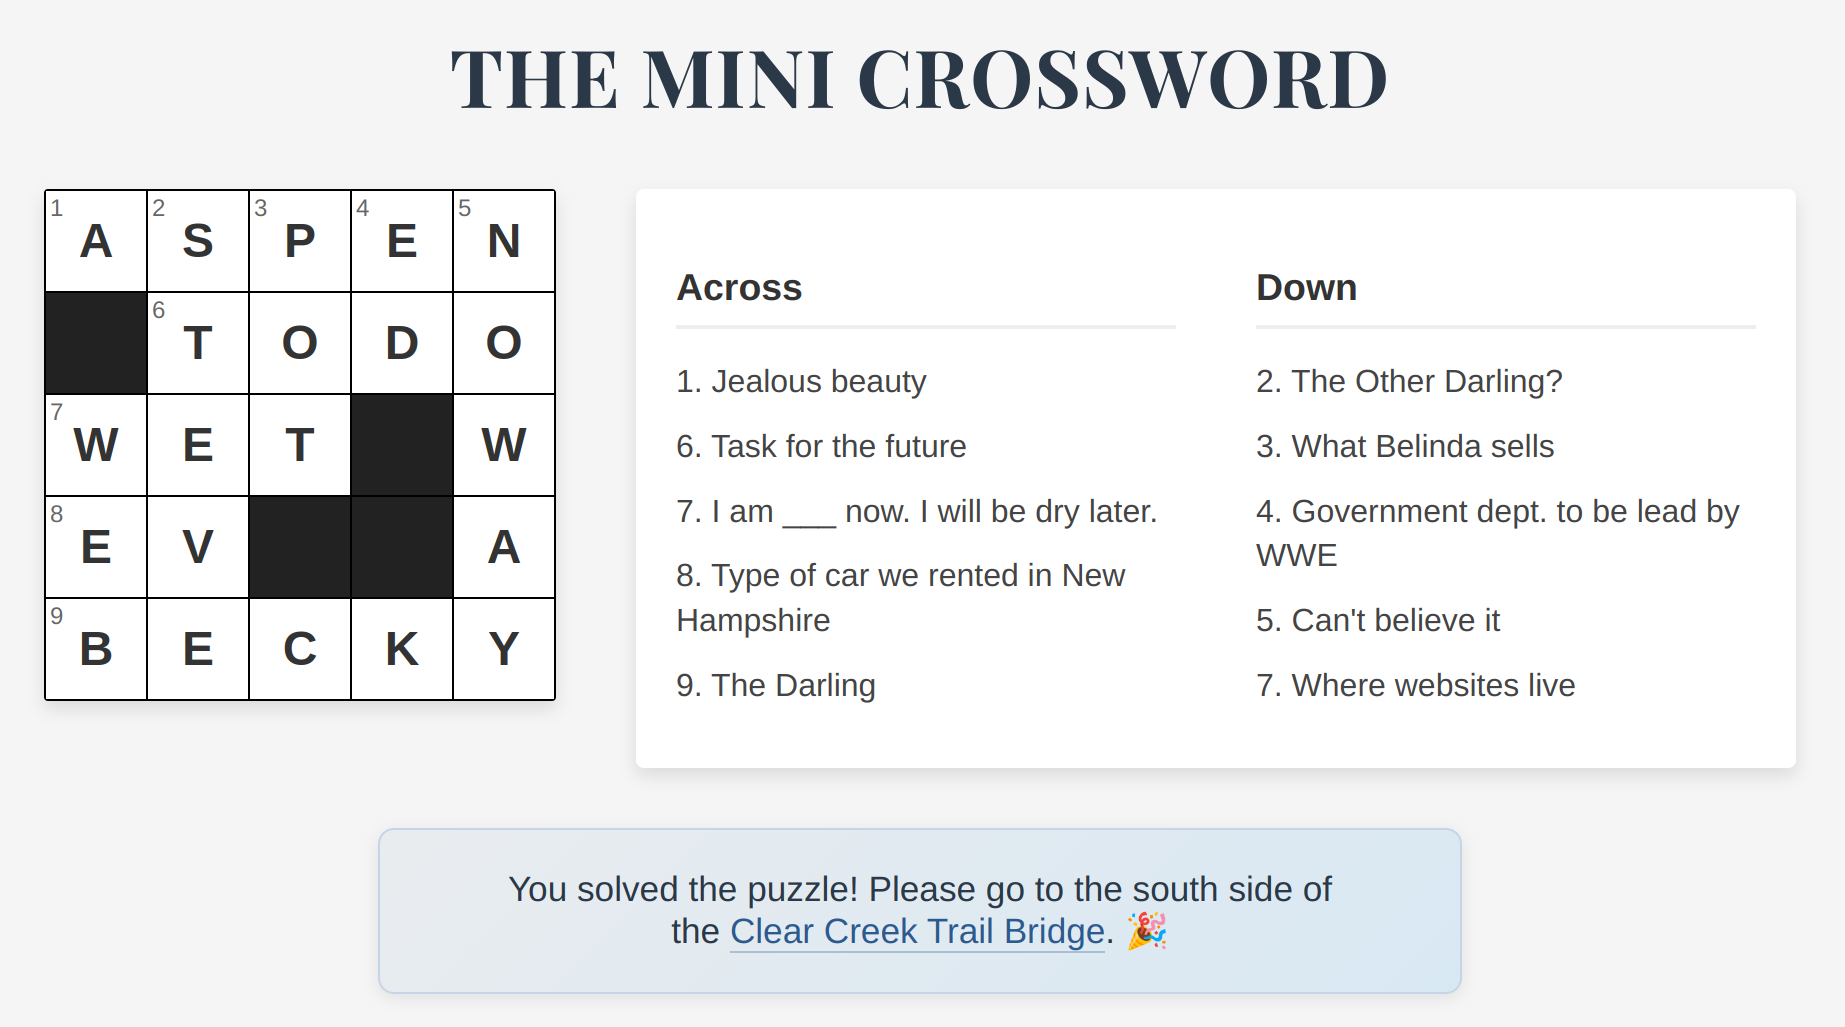 THE MINI CROSSWORD
1 A 2 S 3 P 4 E 5 N
6 T O D O
7 W E T W
8 E V A
9 B E C K Y
Across
1. Jealous beauty
6. Task for the future
7. I am ___ now. I will be dry later.
8. Type of car we rented in New
Hampshire
9. The Darling
Down
2. The Other Darling?
3. What Belinda sells
4. Government dept. to be lead by
WWE
5. Can't believe it
7. Where websites live
You solved the puzzle! Please go to the south side of
the Clear Creek Trail Bridge. 🎉